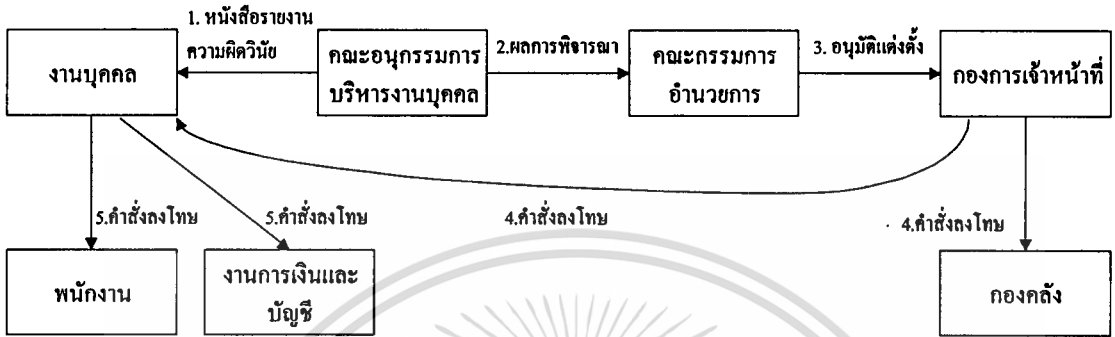 1. หนังสือรายงาน
ความผิดวินัย
งานบุคคล
คณะอนุกรรมการ
บริหารงานบุคคล
2.ผลการพิจารณา
คณะกรรมการ
อำนวยการ
3. อนุมัติแต่งตั้ง
กองการเจ้าหน้าที่
5.คำสั่งลงโทษ
5.คำสั่งลงโทษ
4.คำสั่งลงโทษ
4.คำสั่งลงโทษ
พนักงาน
งานการเงินและ
บัญชี
กองคลัง